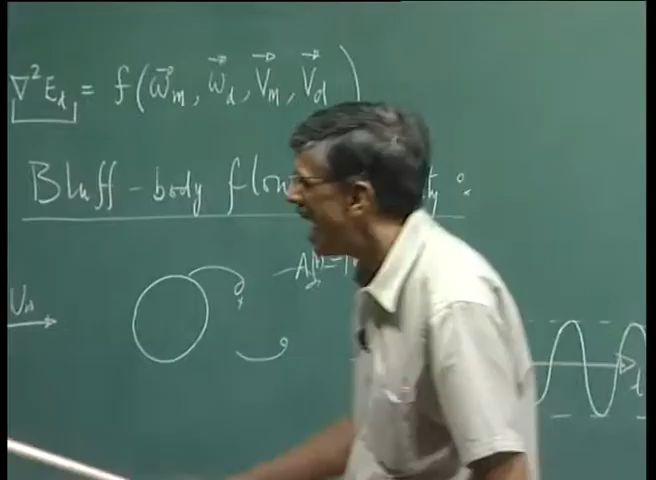 ∇²E_d = f(ω⃗_m, ω⃗_d, V⃗_m, V⃗_d)
Bluff-body flow
U∞
t